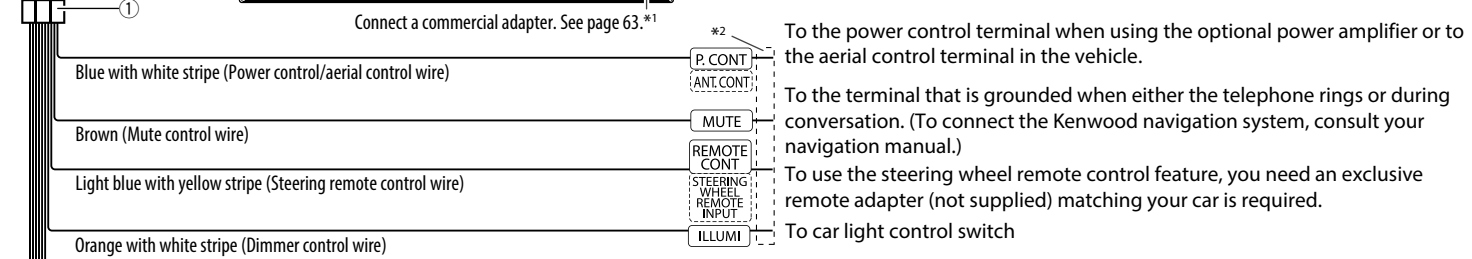 ①
Connect a commercial adapter. See page 63.*1
*2
Blue with white stripe (Power control/aerial control wire)
P. CONT
ANT. CONT
To the power control terminal when using the optional power amplifier or to
the aerial control terminal in the vehicle.
Brown (Mute control wire)
MUTE
To the terminal that is grounded when either the telephone rings or during
conversation. (To connect the Kenwood navigation system, consult your
navigation manual.)
Light blue with yellow stripe (Steering remote control wire)
REMOTE
CONT
STEERING
WHEEL
REMOTE
INPUT
To use the steering wheel remote control feature, you need an exclusive
remote adapter (not supplied) matching your car is required.
Orange with white stripe (Dimmer control wire)
ILLUMI
To car light control switch